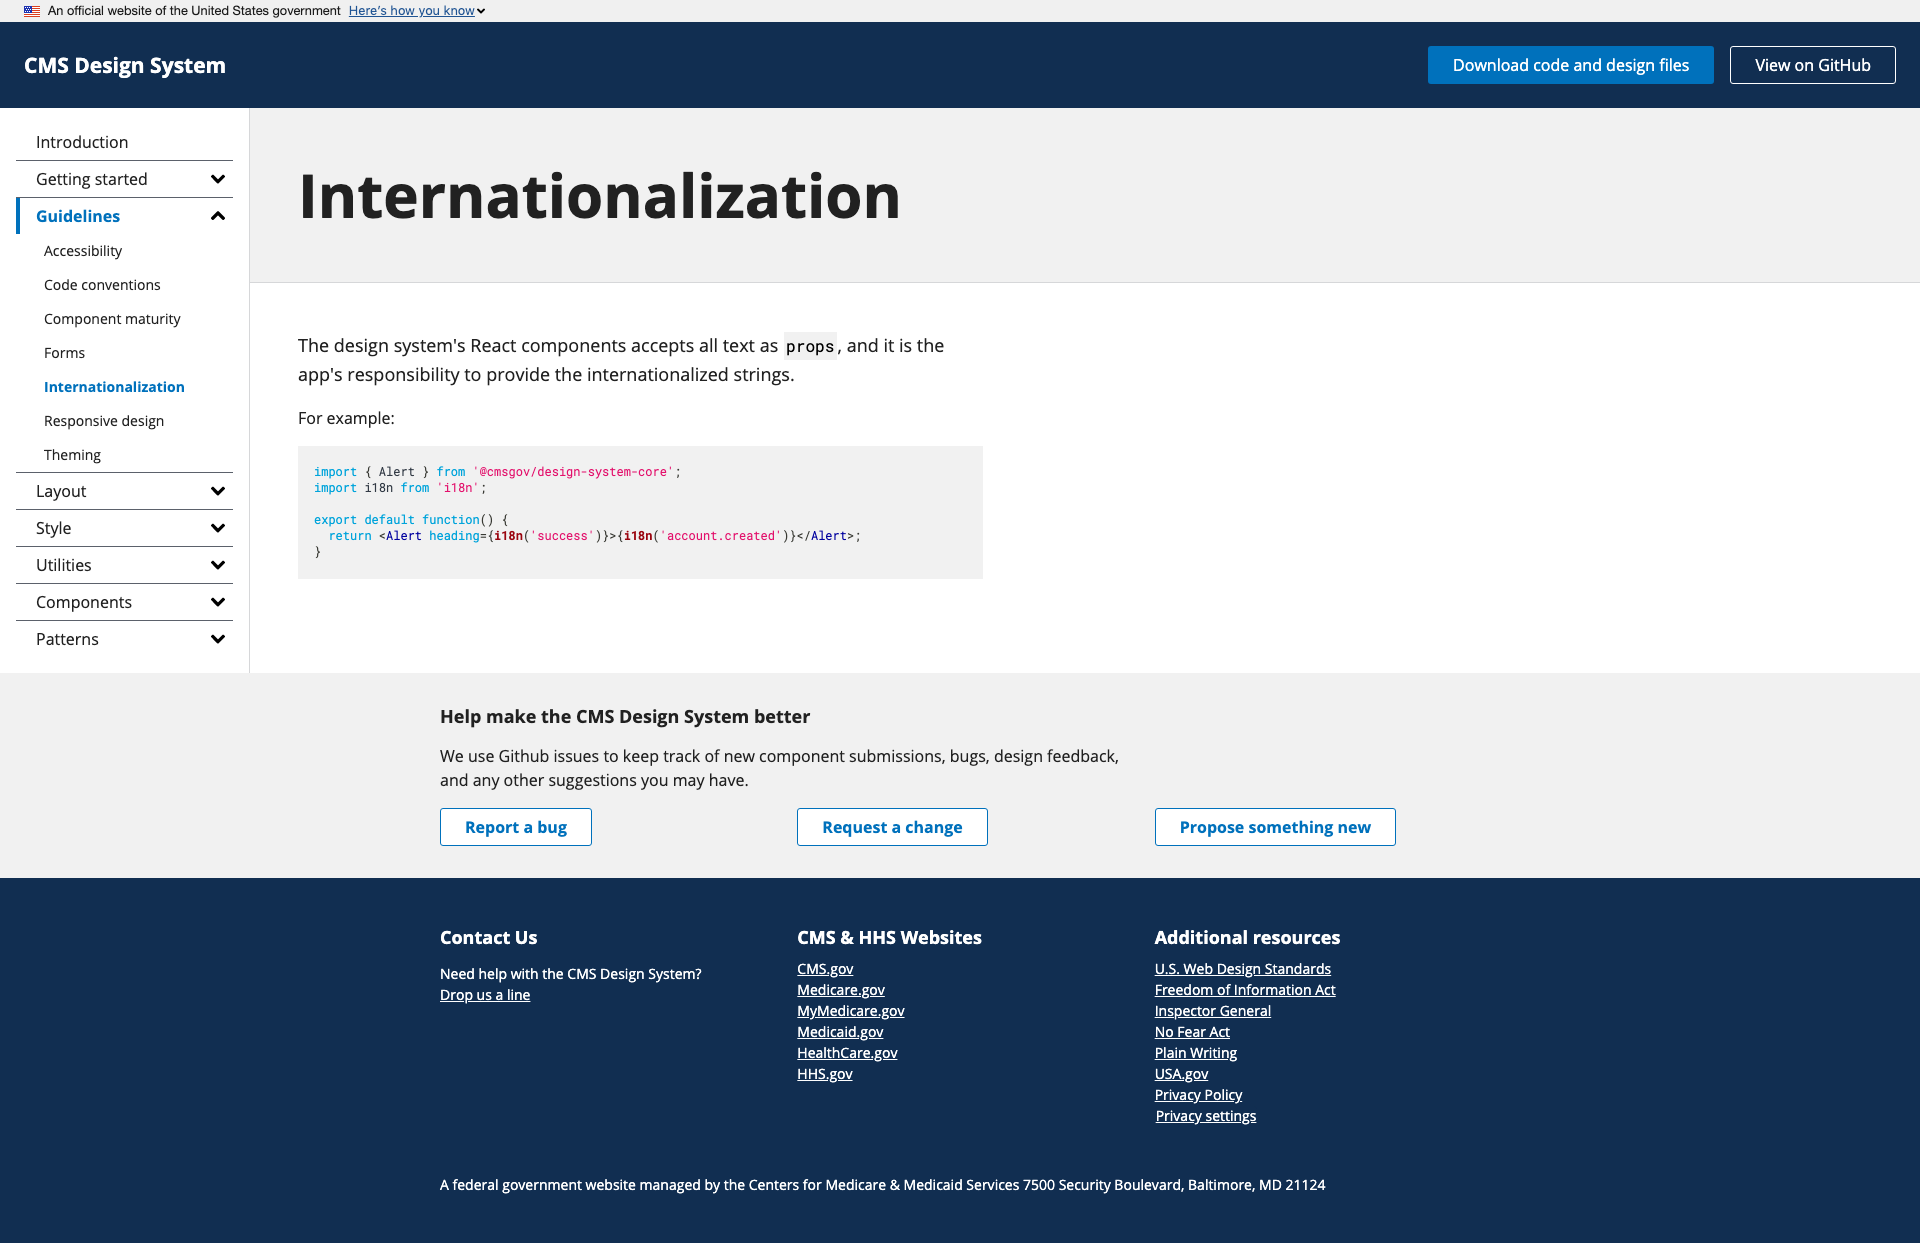 An official website of the United States government Here's how you know
CMS Design System
Download code and design files
View on GitHub
Introduction
Getting started
Guidelines
Accessibility
Code conventions
Component maturity
Forms
Internationalization
Responsive design
Theming
Layout
Style
Utilities
Components
Patterns
Internationalization
The design system's React components accepts all text as props, and it is the
app's responsibility to provide the internationalized strings.
For example:
import { Alert } from '@cmsgov/design-system-core';
import i18n from 'i18n';
export default function() {
  return <Alert heading={i18n('success')}>{i18n('account.created')}</Alert>;
}
Help make the CMS Design System better
We use Github issues to keep track of new component submissions, bugs, design feedback,
and any other suggestions you may have.
Report a bug
Request a change
Propose something new
Contact Us
Need help with the CMS Design System?
Drop us a line
CMS & HHS Websites
CMS.gov
Medicare.gov
MyMedicare.gov
Medicaid.gov
HealthCare.gov
HHS.gov
Additional resources
U.S. Web Design Standards
Freedom of Information Act
Inspector General
No Fear Act
Plain Writing
USA.gov
Privacy Policy
Privacy settings
A federal government website managed by the Centers for Medicare & Medicaid Services 7500 Security Boulevard, Baltimore, MD 21124